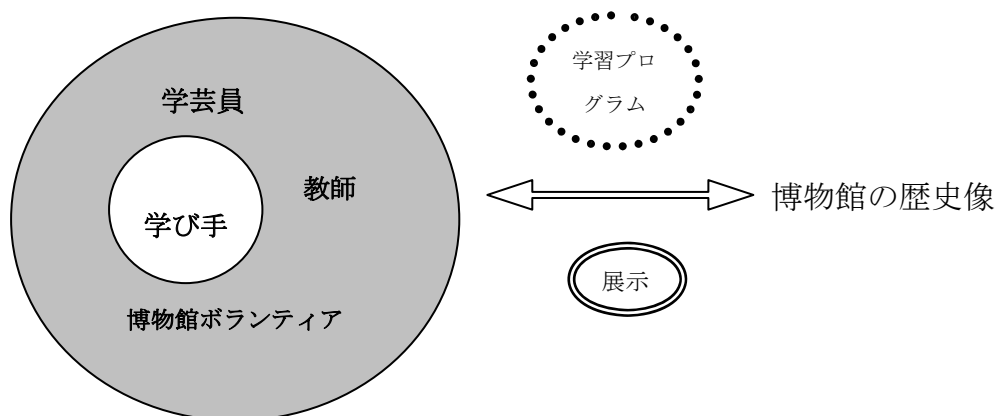 学芸員
教師
学び手
博物館ボランティア
学習プロ
グラム
博物館の歴史像
展示